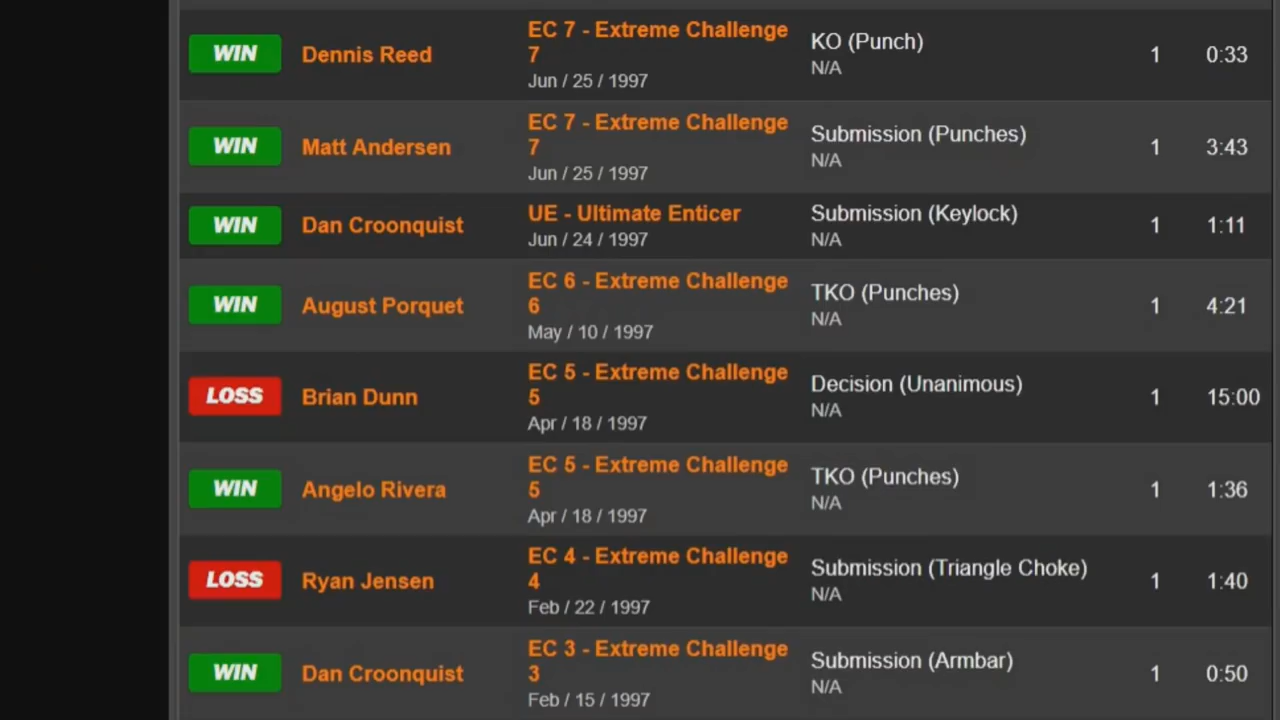 WIN
Dennis Reed
EC 7 - Extreme Challenge
7
Jun / 25 / 1997
KO (Punch)
N/A
1
0:33
WIN
Matt Andersen
EC 7 - Extreme Challenge
7
Jun / 25 / 1997
Submission (Punches)
N/A
1
3:43
WIN
Dan Croonquist
UE - Ultimate Enticer
Jun / 24 / 1997
Submission (Keylock)
N/A
1
1:11
WIN
August Porquet
EC 6 - Extreme Challenge
6
May / 10 / 1997
TKO (Punches)
N/A
1
4:21
LOSS
Brian Dunn
EC 5 - Extreme Challenge
5
Apr / 18 / 1997
Decision (Unanimous)
N/A
1
15:00
WIN
Angelo Rivera
EC 5 - Extreme Challenge
5
Apr / 18 / 1997
TKO (Punches)
N/A
1
1:36
LOSS
Ryan Jensen
EC 4 - Extreme Challenge
4
Feb / 22 / 1997
Submission (Triangle Choke)
N/A
1
1:40
WIN
Dan Croonquist
EC 3 - Extreme Challenge
3
Feb / 15 / 1997
Submission (Armbar)
N/A
1
0:50